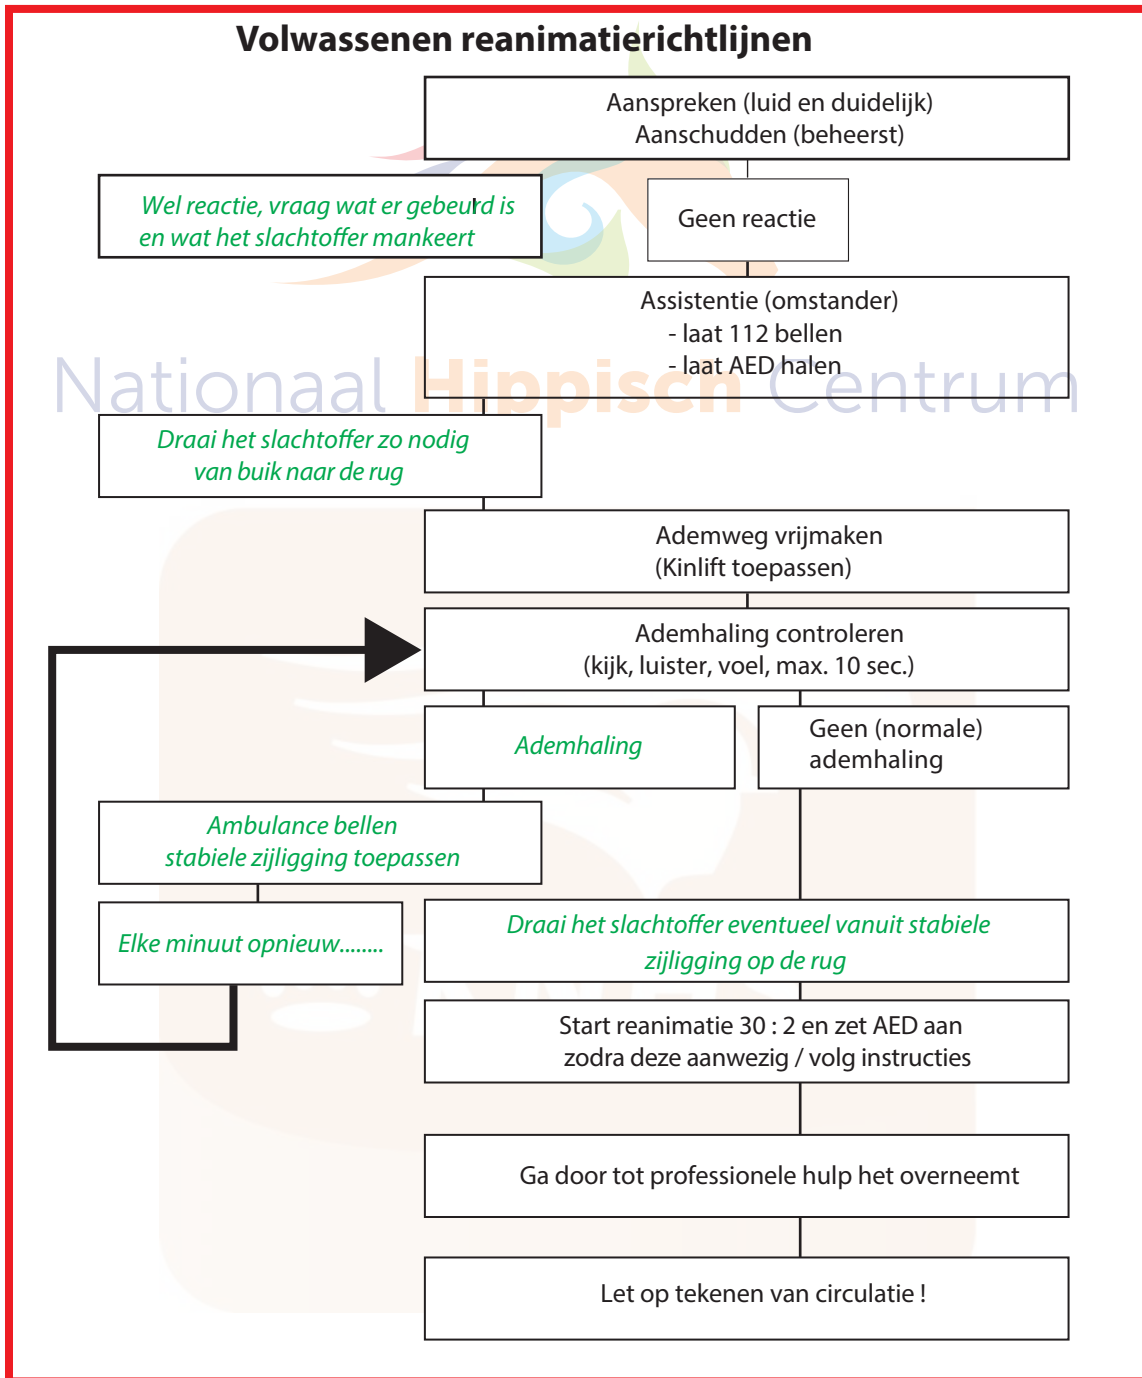 Volwassenen reanimatierichtlijnen
Aanspreken (luid en duidelijk)
Aanschudden (beheerst)
Wel reactie, vraag wat er gebeurd is
en wat het slachtoffer mankeert
Geen reactie
Assistentie (omstander)
- laat 112 bellen
- laat AED halen
Nationaal Hippisch Centrum
Draai het slachtoffer zo nodig
van buik naar de rug
Ademweg vrijmaken
(Kinlift toepassen)
Ademhaling controleren
(kijk, luister, voel, max. 10 sec.)
Ademhaling
Geen (normale)
ademhaling
Ambulance bellen
stabiele zijligging toepassen
Elke minuut opnieuw........
Draai het slachtoffer eventueel vanuit stabiele
zijligging op de rug
Start reanimatie 30 : 2 en zet AED aan
zodra deze aanwezig / volg instructies
Ga door tot professionele hulp het overneemt
Let op tekenen van circulatie !